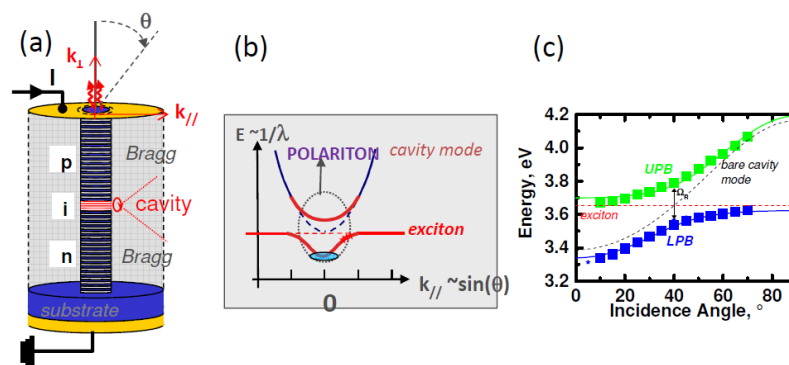 (a)
θ
k⊥
I
k//
p
Bragg
i
cavity
n
Bragg
substrate
(b)
E ~1/λ
POLARITON
cavity mode
exciton
k// ~sin(θ)
0
(c)
Energy, eV
4.2
4.0
3.8
3.6
3.4
3.2
UPB
bare cavity
mode
ΩR
exciton
LPB
0
20
40
60
80
Incidence Angle, °